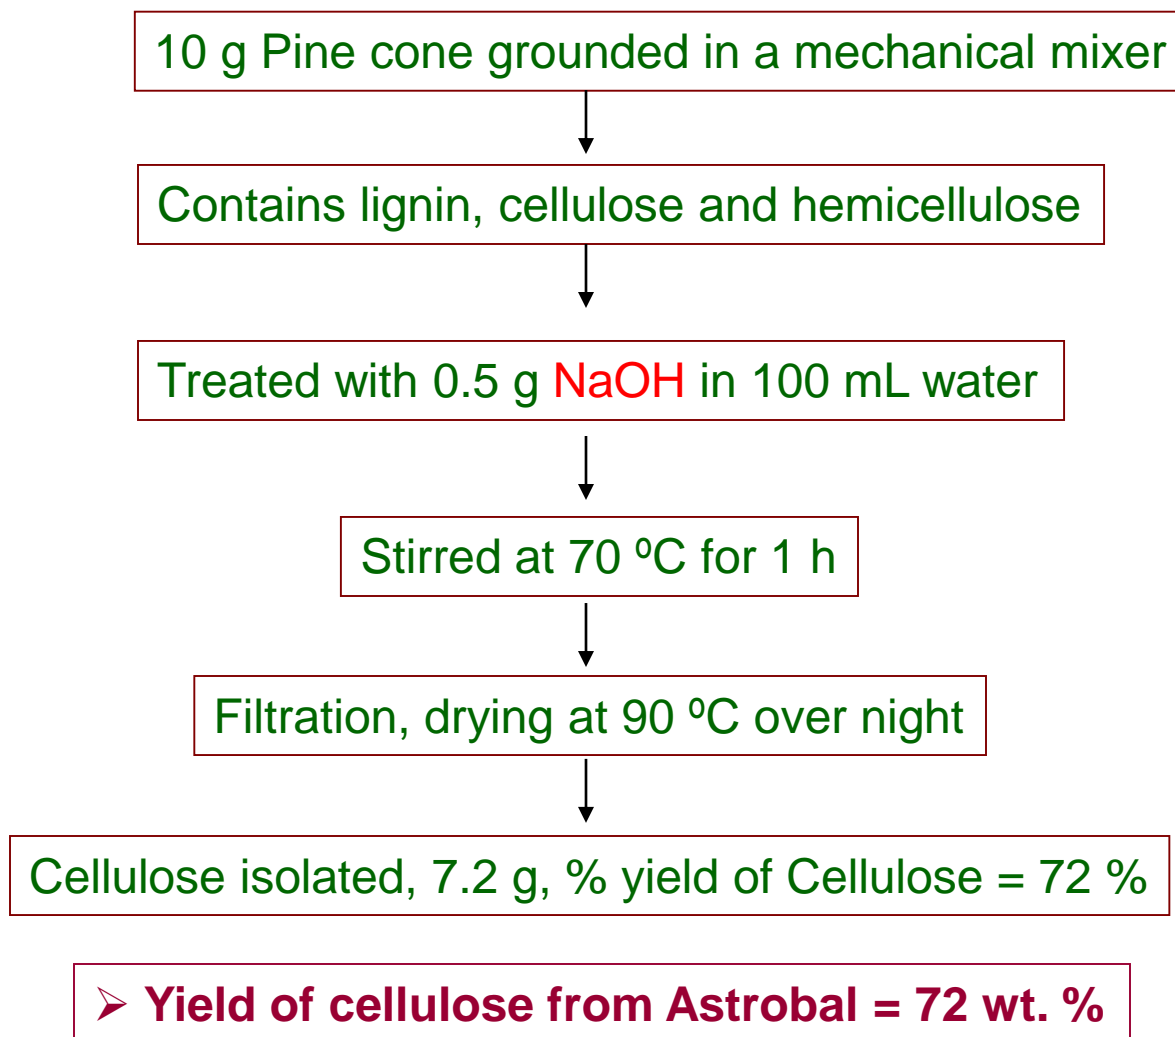 10 g Pine cone grounded in a mechanical mixer
Contains lignin, cellulose and hemicellulose
Treated with 0.5 g NaOH in 100 mL water
Stirred at 70 ⁰C for 1 h
Filtration, drying at 90 ⁰C over night
Cellulose isolated, 7.2 g, % yield of Cellulose = 72 %
➢ Yield of cellulose from Astrobal = 72 wt. %